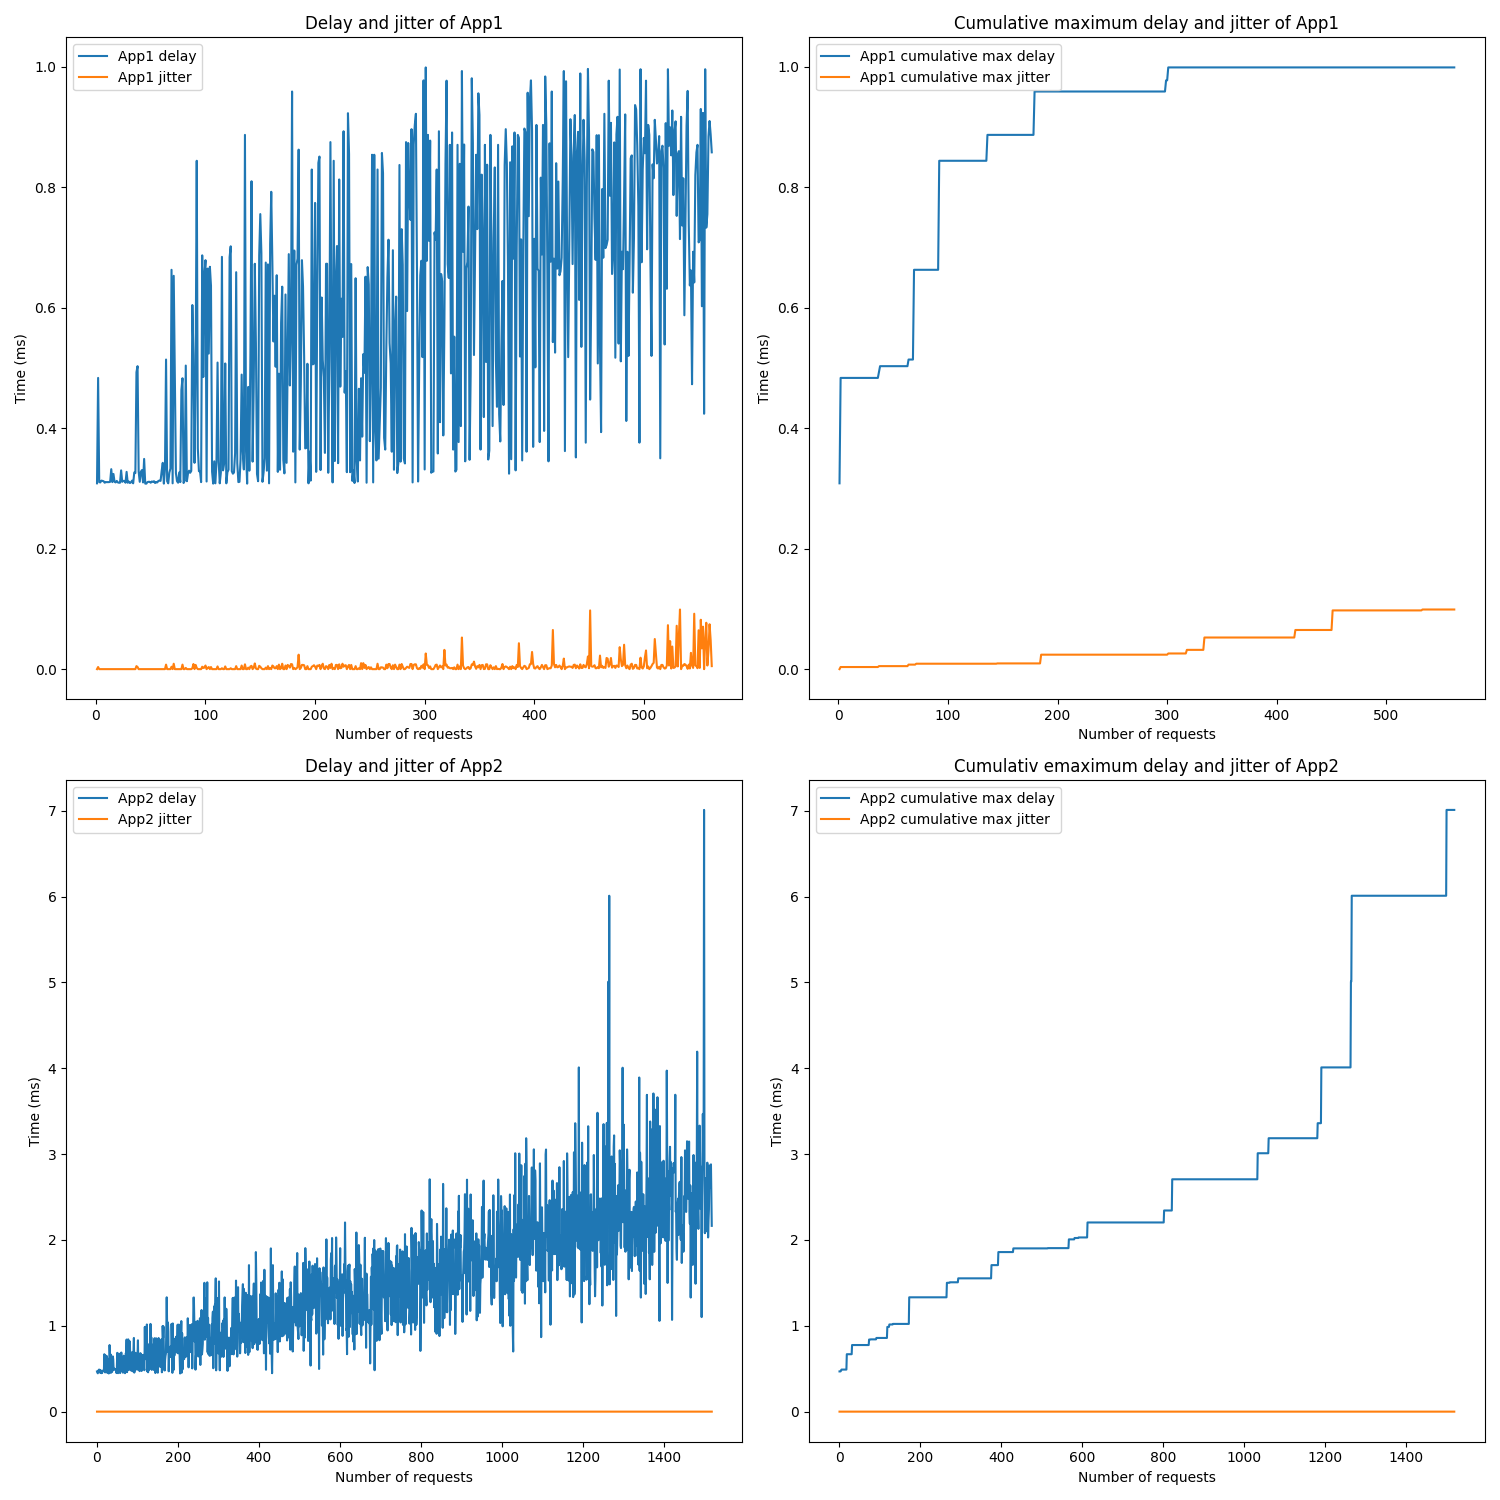 Delay and jitter of App1
App1 delay
App1 jitter
1.0
0.8
0.6
0.4
0.2
0.0
Time (ms)
0 100 200 300 400 500
Number of requests
Cumulative maximum delay and jitter of App1
App1 cumulative max delay
App1 cumulative max jitter
1.0
0.8
0.6
0.4
0.2
0.0
Time (ms)
0 100 200 300 400 500
Number of requests
Delay and jitter of App2
App2 delay
App2 jitter
7
6
5
4
3
2
1
0
Time (ms)
0 200 400 600 800 1000 1200 1400
Number of requests
Cumulativ emaximum delay and jitter of App2
App2 cumulative max delay
App2 cumulative max jitter
7
6
5
4
3
2
1
0
Time (ms)
0 200 400 600 800 1000 1200 1400
Number of requests